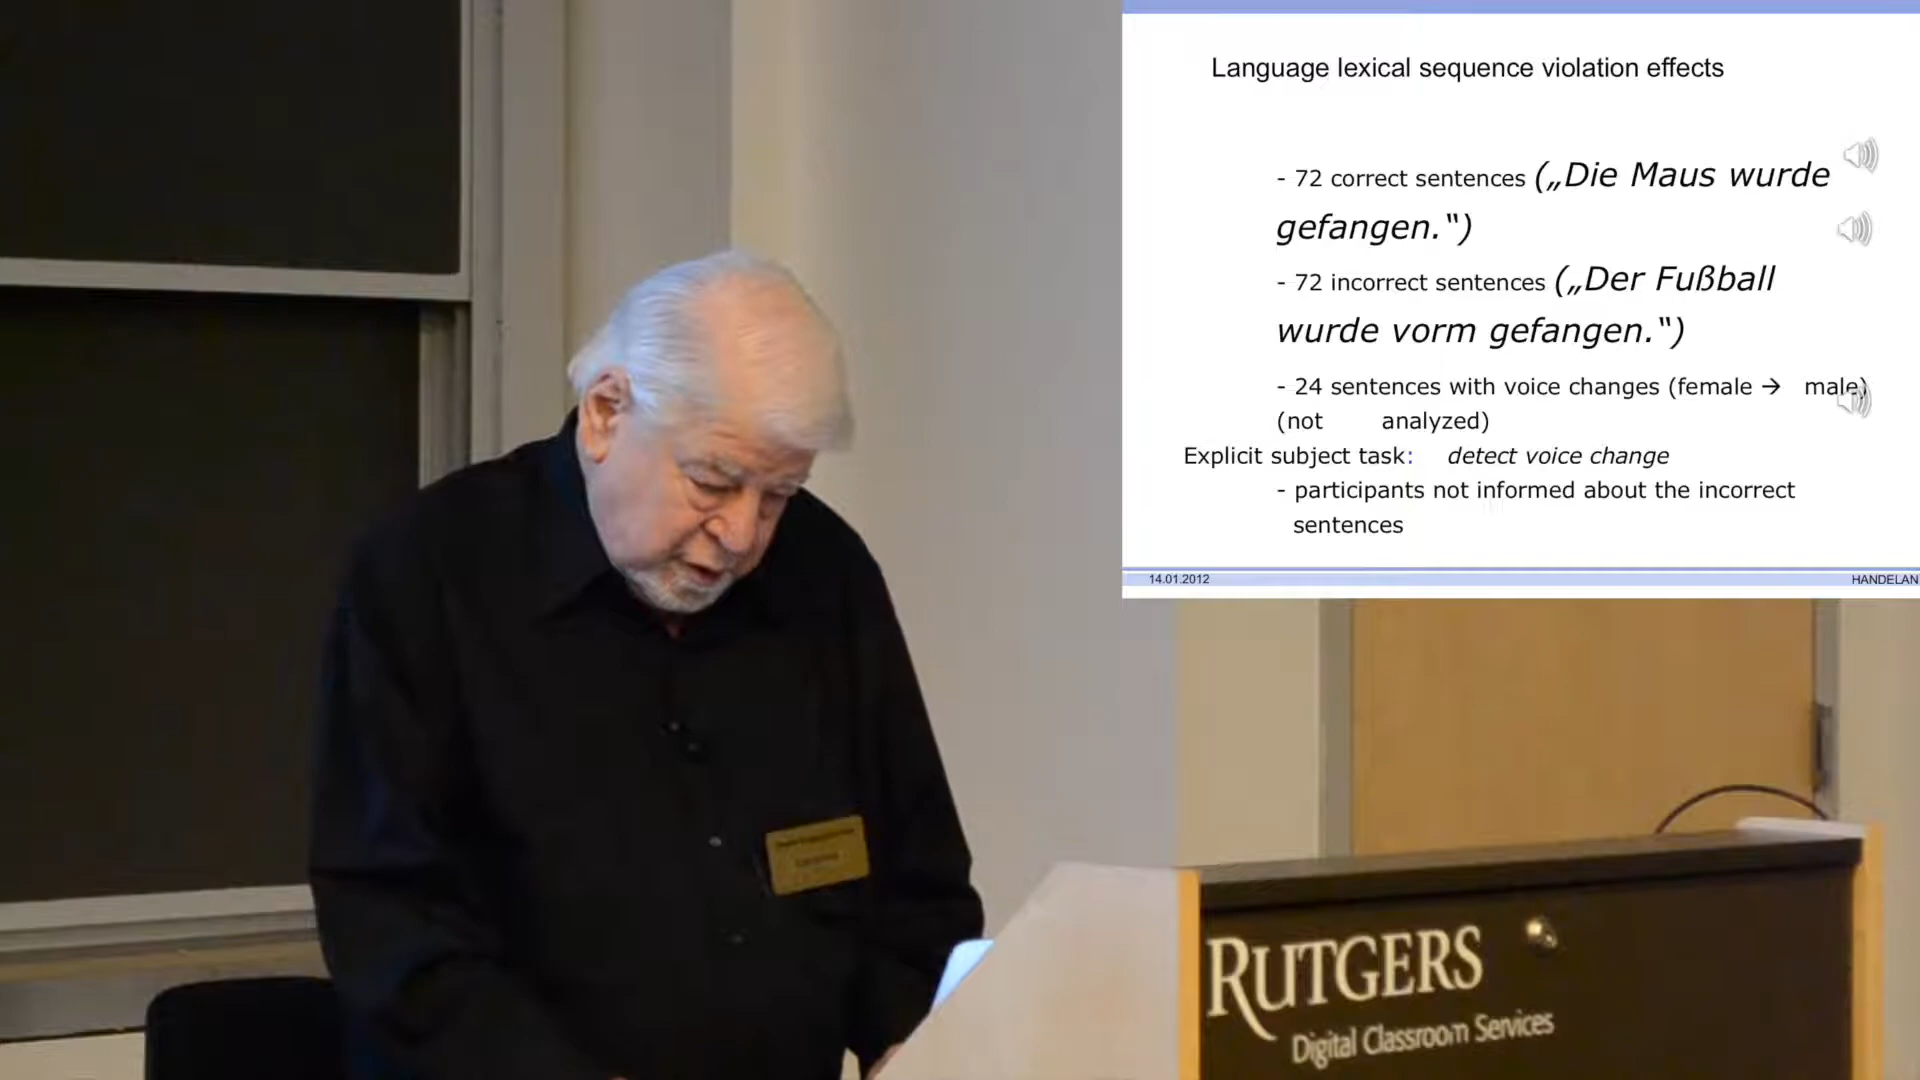 Language lexical sequence violation effects
- 72 correct sentences („Die Maus wurde
gefangen.“)
- 72 incorrect sentences („Der Fußball
wurde vorm gefangen.“)
- 24 sentences with voice changes (female → male)
(not analyzed)
Explicit subject task: detect voice change
- participants not informed about the incorrect
sentences
14.01.2012
HANDELAN
RUTGERS
Digital Classroom Services